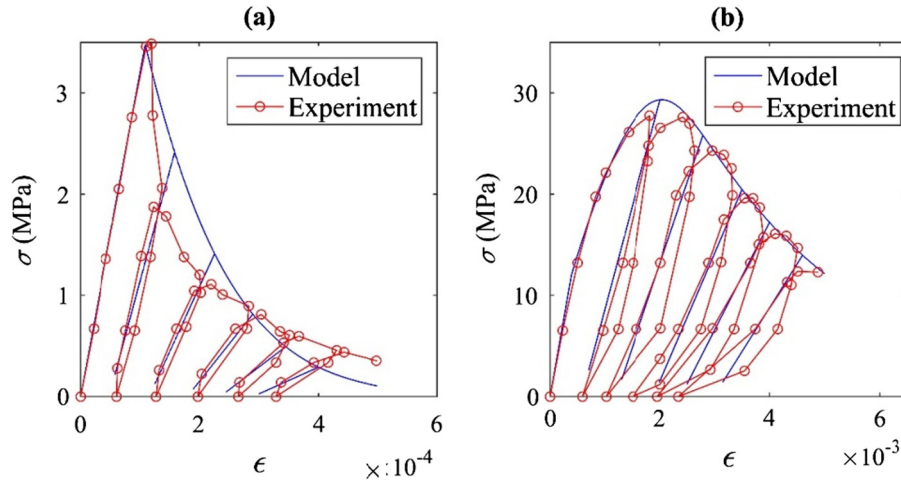 (a)
(b)
3
2
1
0
σ (MPa)
Model
Experiment
0
2
4
6
ϵ
×:10-4
30
20
10
0
σ (MPa)
Model
Experiment
0
2
4
6
ϵ
×10-3